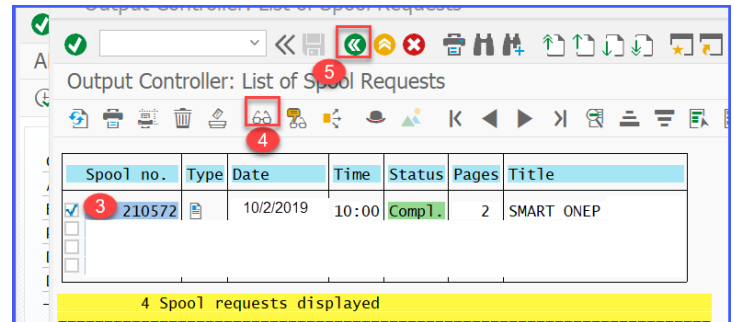 Output Controller: List of Spool Requests
5
Output Controller: List of Spool Requests
4
Spool no. Type Date Time Status Pages Title
3 210572 10/2/2019 10:00 Compl. 2 SMART ONEP
4 Spool requests displayed